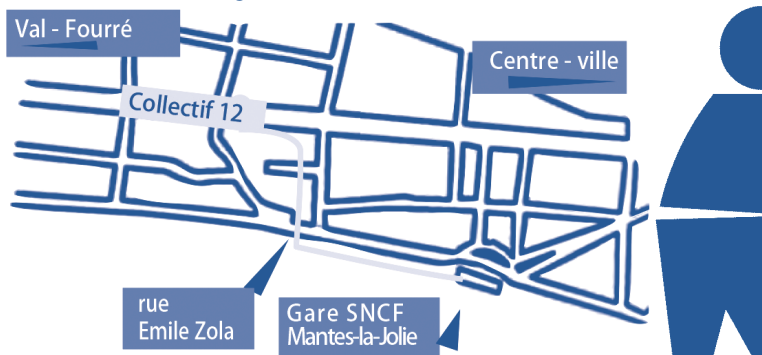 Val - Fourré
Centre - ville
Collectif 12
rue
Emile Zola
Gare SNCF
Mantes-la-Jolie